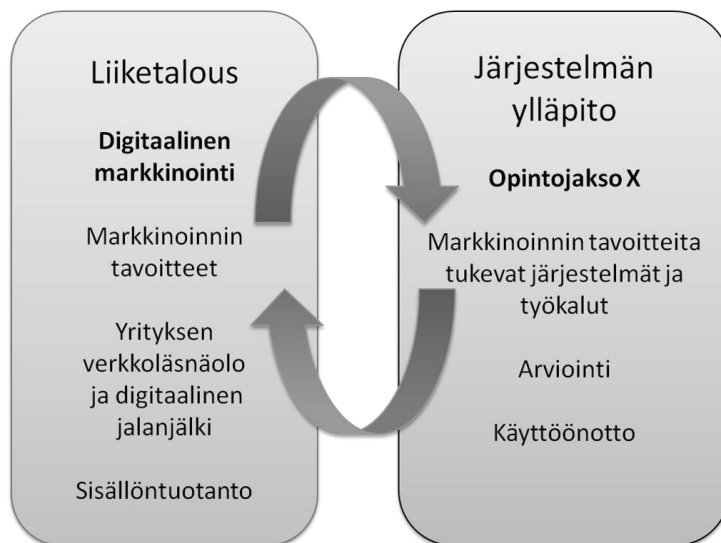 Liiketalous
Digitaalinen
markkinointi
Markkinoinnin
tavoitteet
Yrityksen
verkkoläsnäolo
ja digitaalinen
jalanjälki
Sisällöntuotanto
Järjestelmän
ylläpito
Opintojakso X
Markkinoinnin tavoitteita
tukevat järjestelmät ja
työkalut
Arviointi
Käyttöönotto